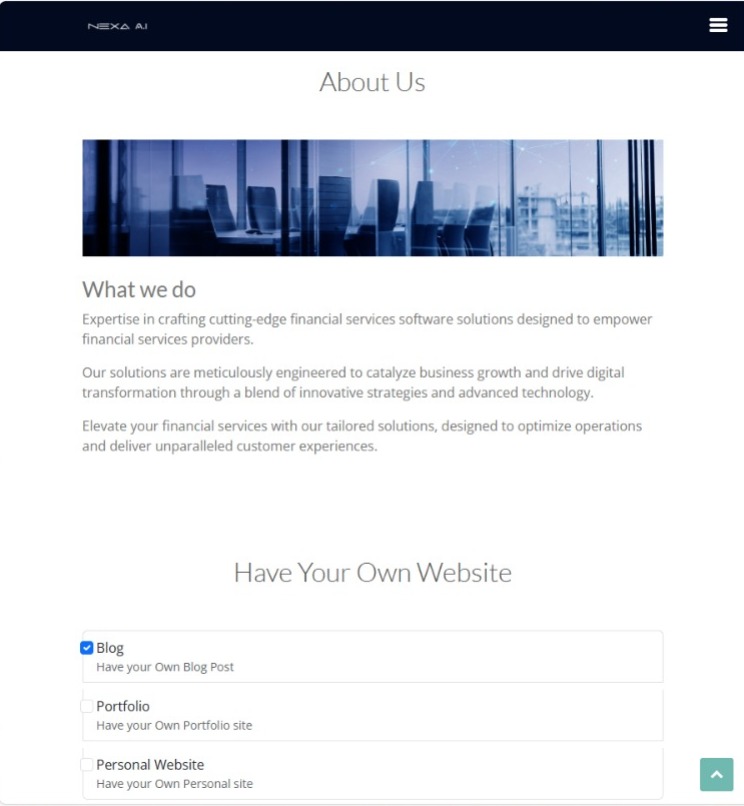 NEXA A.I
About Us
What we do
Expertise in crafting cutting-edge financial services software solutions designed to empower
financial services providers.
Our solutions are meticulously engineered to catalyze business growth and drive digital
transformation through a blend of innovative strategies and advanced technology.
Elevate your financial services with our tailored solutions, designed to optimize operations
and deliver unparalleled customer experiences.
Have Your Own Website
Blog
Have your Own Blog Post
Portfolio
Have your Own Portfolio site
Personal Website
Have your Own Personal site